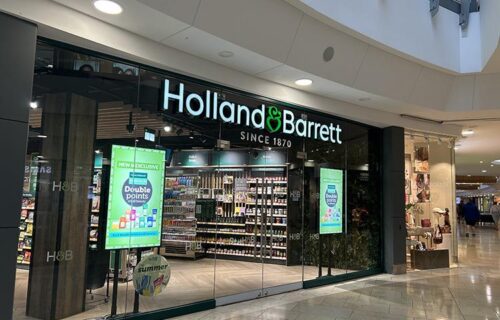 Holland & Barrett
SINCE 1870
NEW & EXCLUSIVE
Double
points
H&B
H&B
H&B
summer